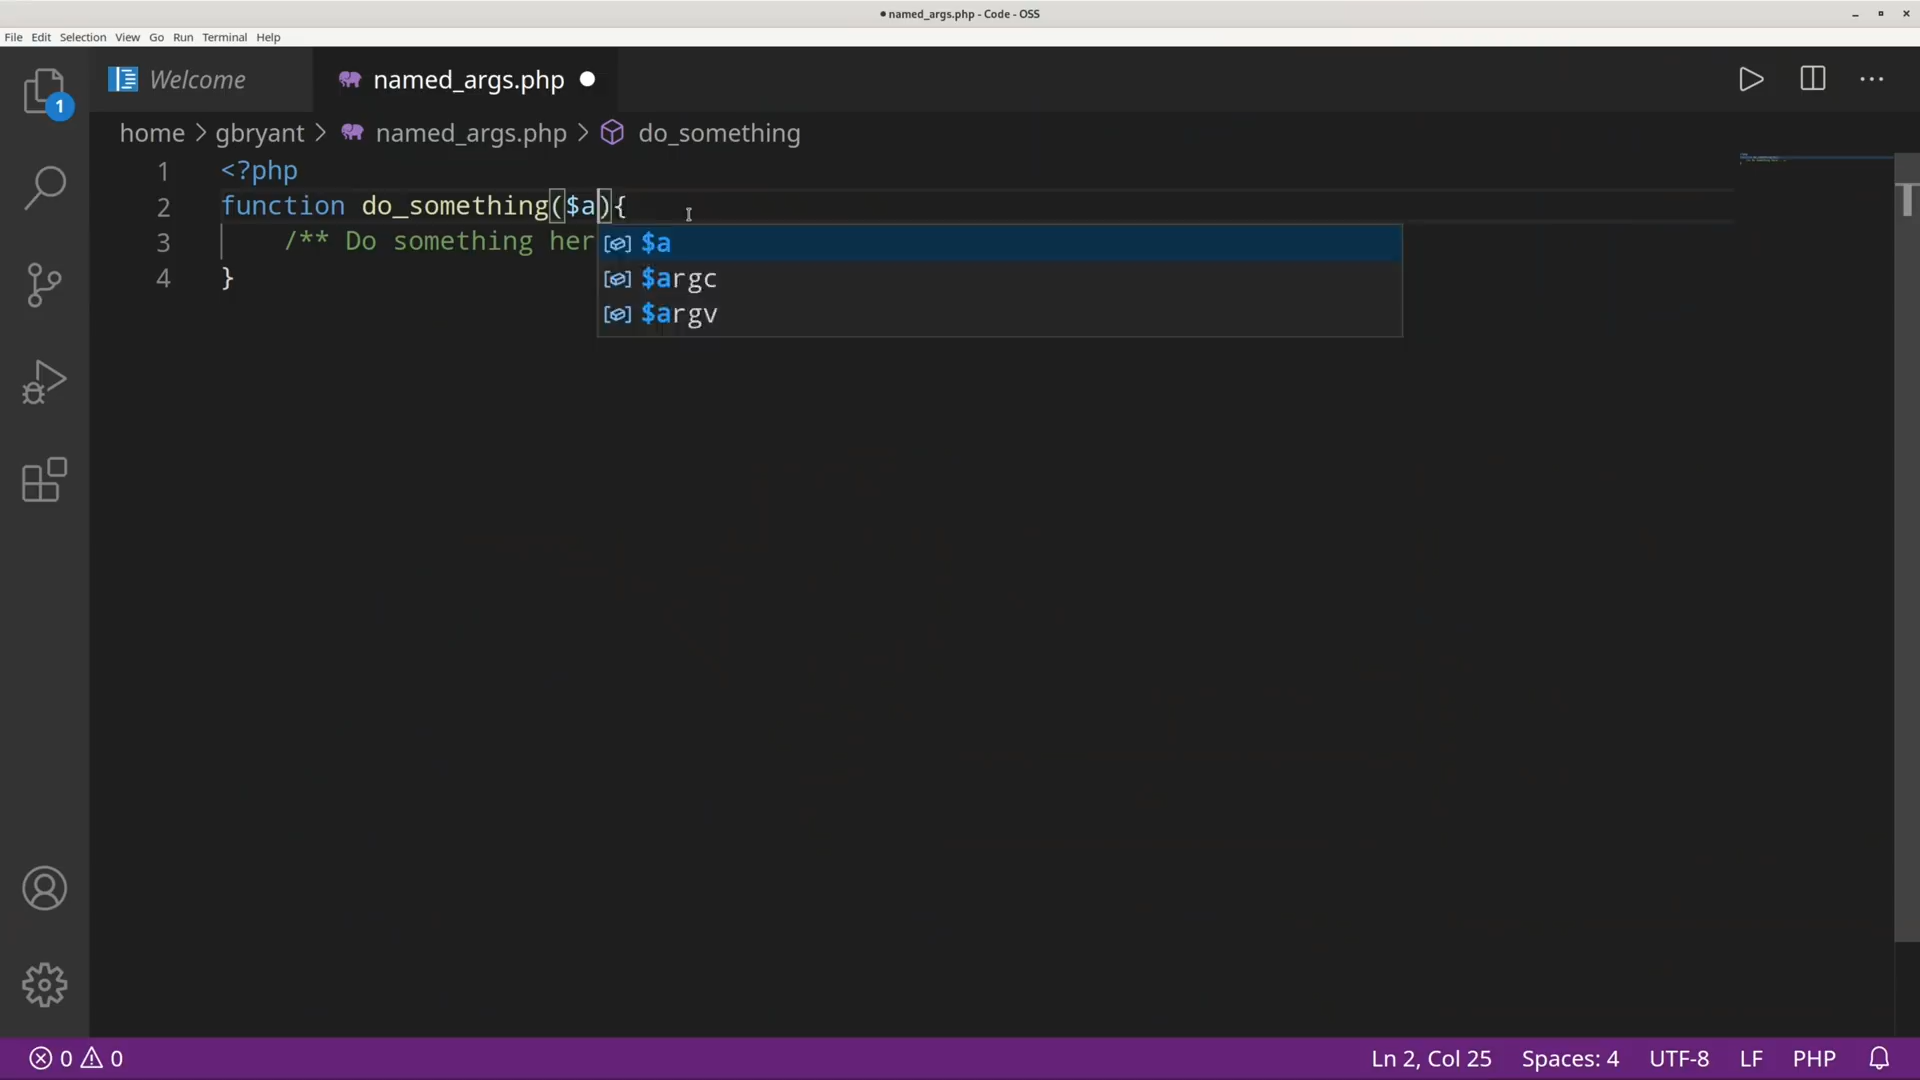 ● named_args.php - Code - OSS
File Edit Selection View Go Run Terminal Help
1
Welcome
named_args.php ●
home > gbryant > named_args.php > do_something
1 <?php
2 function do_something($a){
3 /** Do something her
4 }
$a
$argc
$argv
0 0
Ln 2, Col 25 Spaces: 4 UTF-8 LF PHP